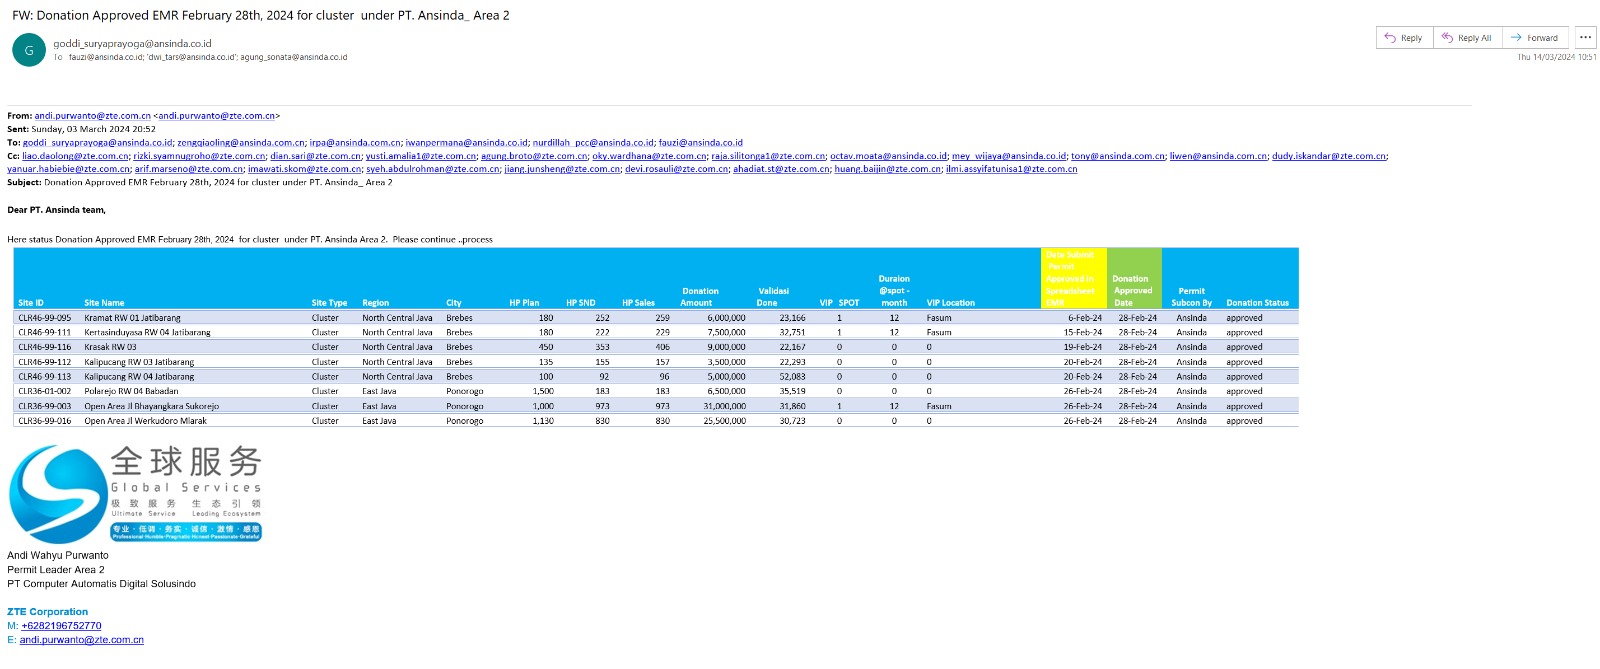 FW: Donation Approved EMR February 28th, 2024 for cluster  under PT. Ansinda_ Area 2
G
goddi_suryaprayoga@ansinda.co.id
To  fauzi@ansinda.co.id; 'dwi_tars@ansinda.co.id'; agung_sonata@ansinda.co.id
Reply  Reply All  Forward  ...
Thu 14/03/2024 10:51
From: andi.purwanto@zte.com.cn <andi.purwanto@zte.com.cn>
Sent: Sunday, 03 March 2024 20:52
To: goddi_suryaprayoga@ansinda.co.id; zengqiaoling@ansinda.com.cn; irpa@ansinda.com.cn; iwanpermana@ansinda.co.id; nurdillah_pcc@ansinda.co.id; fauzi@ansinda.co.id
Cc: liao.daolong@zte.com.cn; rizki.syamnugroho@zte.com.cn; dian.sari@zte.com.cn; yusti.amalia1@zte.com.cn; agung.broto@zte.com.cn; oky.wardhana@zte.com.cn; raja.silitonga1@zte.com.cn; octav.moata@ansinda.co.id; mey_wijaya@ansinda.co.id; tony@ansinda.com.cn; liwen@ansinda.com.cn; dudy.iskandar@zte.com.cn;
yanuar.habiebie@zte.com.cn; arif.marseno@zte.com.cn; imawati.skom@zte.com.cn; syeh.abdulrohman@zte.com.cn; jiang.junsheng@zte.com.cn; devi.rosauli@zte.com.cn; ahadiat.st@zte.com.cn; huang.baijin@zte.com.cn; ilmi.assyifatunisa1@zte.com.cn
Subject: Donation Approved EMR February 28th, 2024 for cluster under PT. Ansinda_ Area 2
Dear PT. Ansinda team,
Here status Donation Approved EMR February 28th, 2024  for cluster  under PT. Ansinda Area 2.  Please continue ..process
Site ID  Site Name  Site Type  Region  City  HP Plan  HP SND  HP Sales  Donation Amount  Validasi Done  VIP  SPOT  Duraion @spot - month  VIP Location  Date Submit Permit Approved in Spreadsheet EMR  Donation Approved Date  Permit Subcon By  Donation Status
CLR46-99-095  Kramat RW 01 Jatibarang  Cluster  North Central Java  Brebes  180  252  259  6,000,000  23,166  1  12  Fasum  6-Feb-24  28-Feb-24  Ansinda  approved
CLR46-99-111  Kertasinduyasa RW 04 Jatibarang  Cluster  North Central Java  Brebes  180  222  229  7,500,000  32,751  1  12  Fasum  15-Feb-24  28-Feb-24  Ansinda  approved
CLR46-99-116  Krasak RW 03  Cluster  North Central Java  Brebes  450  353  406  9,000,000  22,167  0  0  0  19-Feb-24  28-Feb-24  Ansinda  approved
CLR46-99-112  Kalipucang RW 03 Jatibarang  Cluster  North Central Java  Brebes  135  155  157  3,500,000  22,293  0  0  0  20-Feb-24  28-Feb-24  Ansinda  approved
CLR46-99-113  Kalipucang RW 04 Jatibarang  Cluster  North Central Java  Brebes  100  92  96  5,000,000  52,083  0  0  0  20-Feb-24  28-Feb-24  Ansinda  approved
CLR36-01-002  Polarejo RW 04 Babadan  Cluster  East Java  Ponorogo  1,500  183  183  6,500,000  35,519  0  0  0  26-Feb-24  28-Feb-24  Ansinda  approved
CLR36-99-003  Open Area Jl Bhayangkara Sukorejo  Cluster  East Java  Ponorogo  1,000  973  973  31,000,000  31,860  1  12  Fasum  26-Feb-24  28-Feb-24  Ansinda  approved
CLR36-99-016  Open Area Jl Werkudoro Mlarak  Cluster  East Java  Ponorogo  1,130  830  830  25,500,000  30,723  0  0  0  26-Feb-24  28-Feb-24  Ansinda  approved
全球服务
Global Services
极致服务 生态引领
Ultimate Service Leading Ecosystem
专业·低调·务实·诚信·激情·感恩
Professional·Humble·Pragmatic·Honest·Passionate·Grateful
Andi Wahyu Purwanto
Permit Leader Area 2
PT Computer Automatis Digital Solusindo
ZTE Corporation
M: +6282196752770
E: andi.purwanto@zte.com.cn